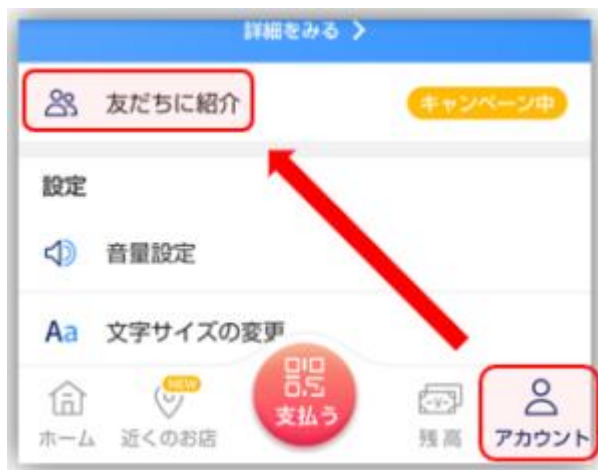 詳細をみる >
友だちに紹介
キャンペーン中
設定
音量設定
Aa 文字サイズの変更
NEW
支払う
ホーム
近くのお店
残高
アカウント